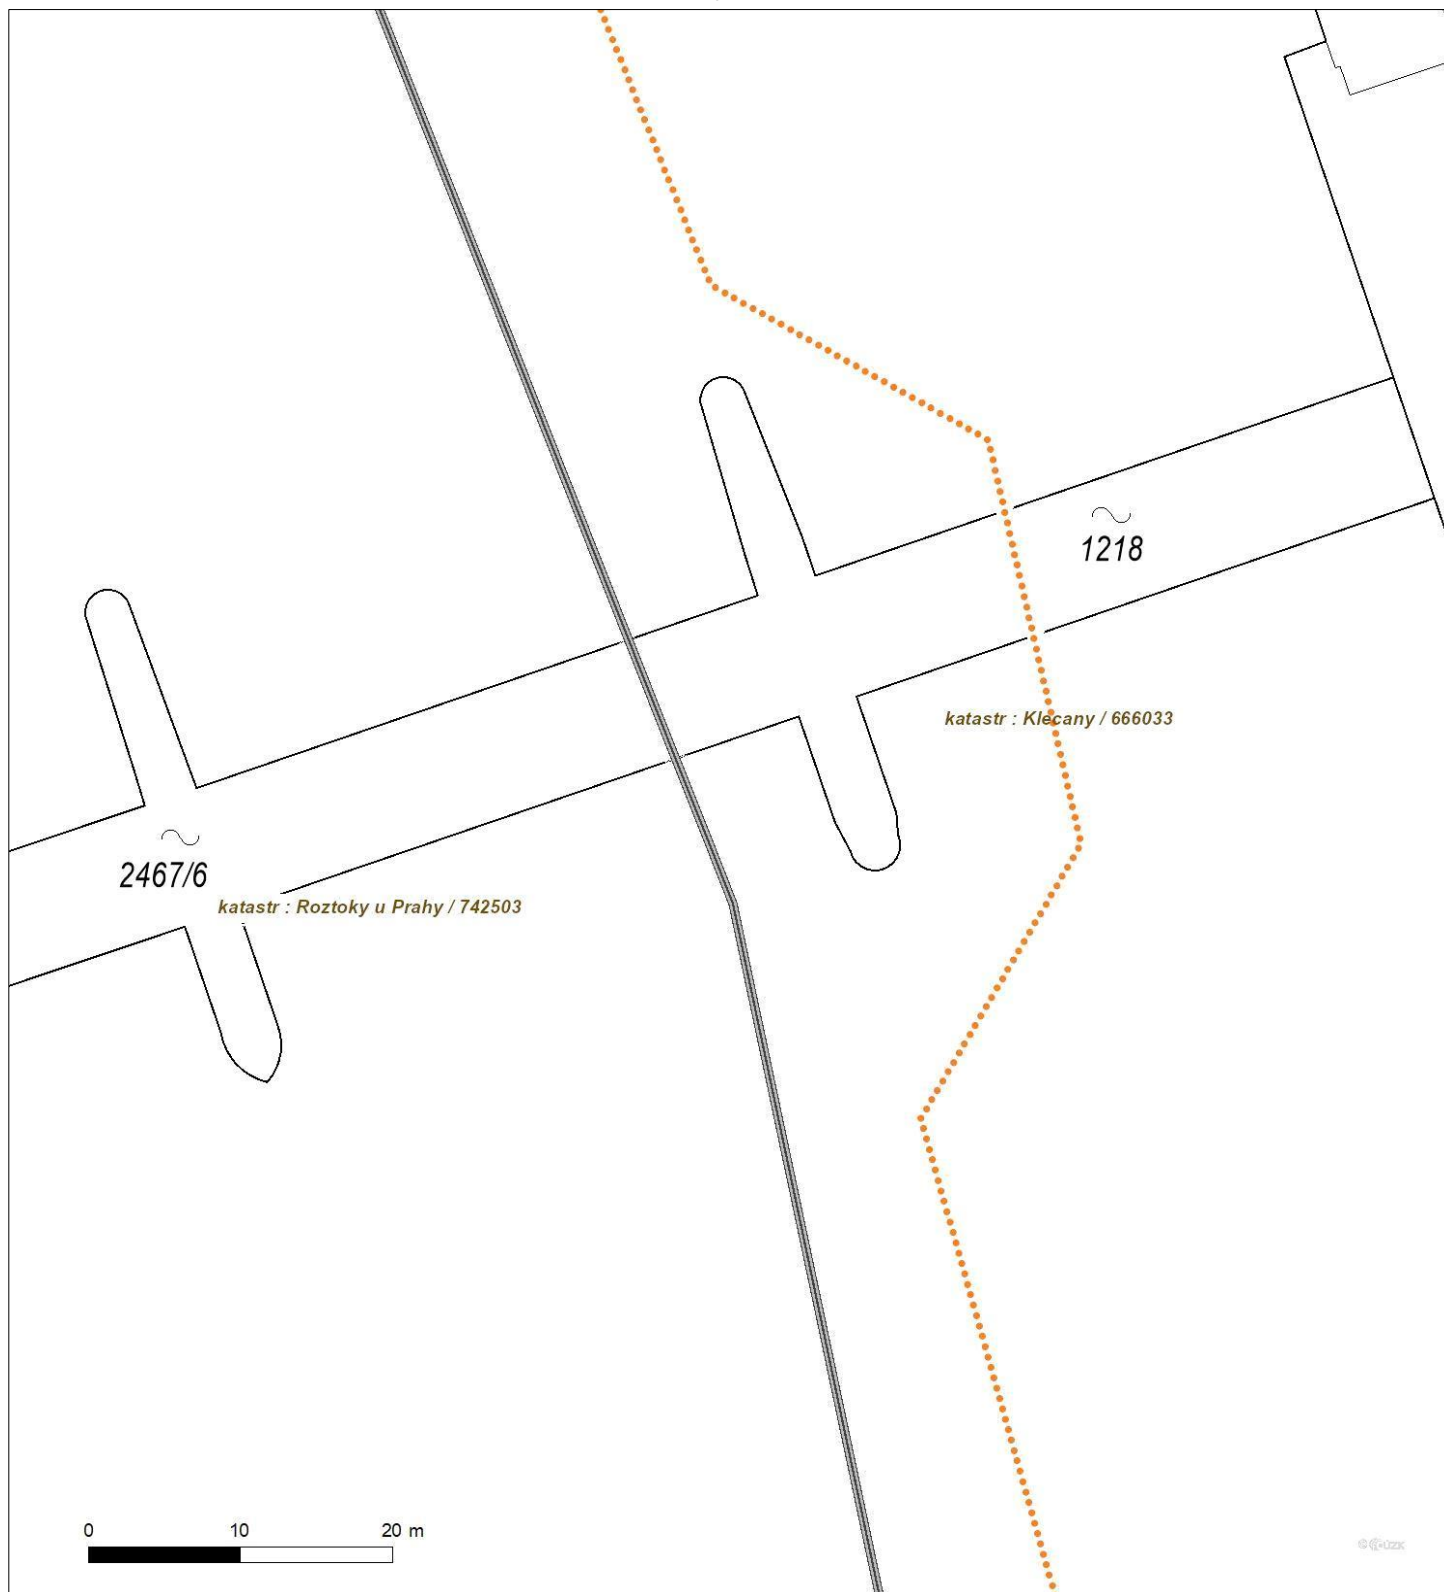 1218
katastr : Klecany / 666033
2467/6
katastr : Roztoky u Prahy / 742503
0 10 20 m